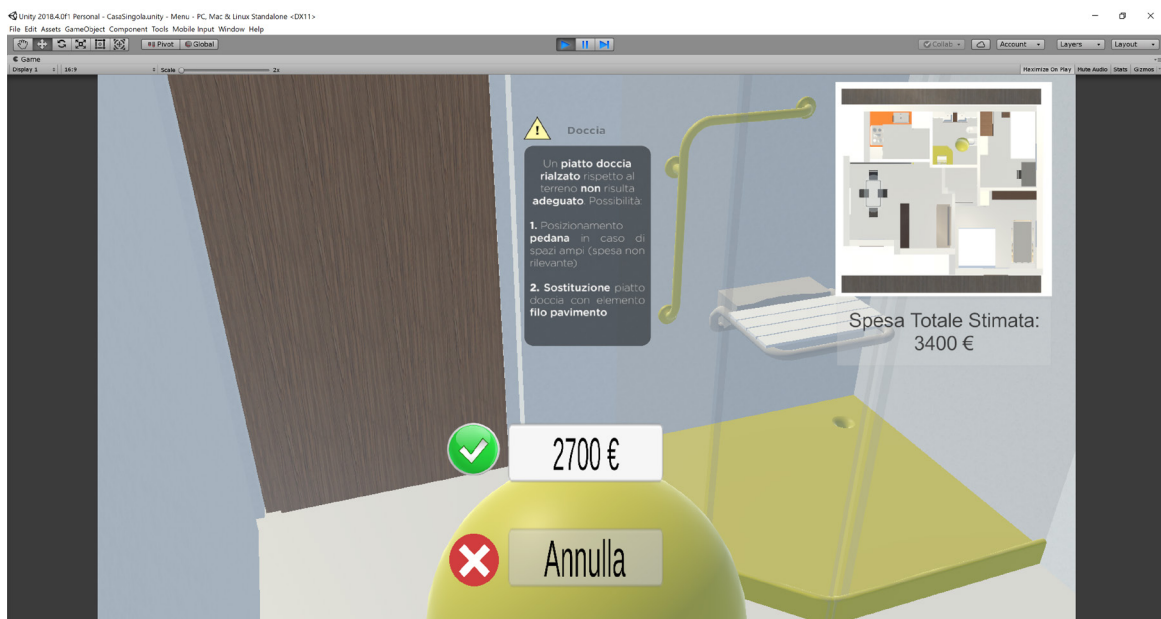 Unity 2018.4.0f1 Personal - CasaSingola.unity - Menu - PC, Mac & Linux Standalone <DX11>
File Edit Assets GameObject Component Tools Mobile Input Window Help
Pivot Global Collab Account Layers Layout
Game
Display 1 16:9 Scale 2x Maximize On Play Mute Audio Stats Gizmos
Doccia
Un piatto doccia
rialzato rispetto al
terreno non risulta
adeguato. Possibilità:
1. Posizionamento
pedana in caso di
spazi ampi (spesa non
rilevante)
2. Sostituzione piatto
doccia con elemento
filo pavimento
Spesa Totale Stimata:
3400 €
2700 €
Annulla